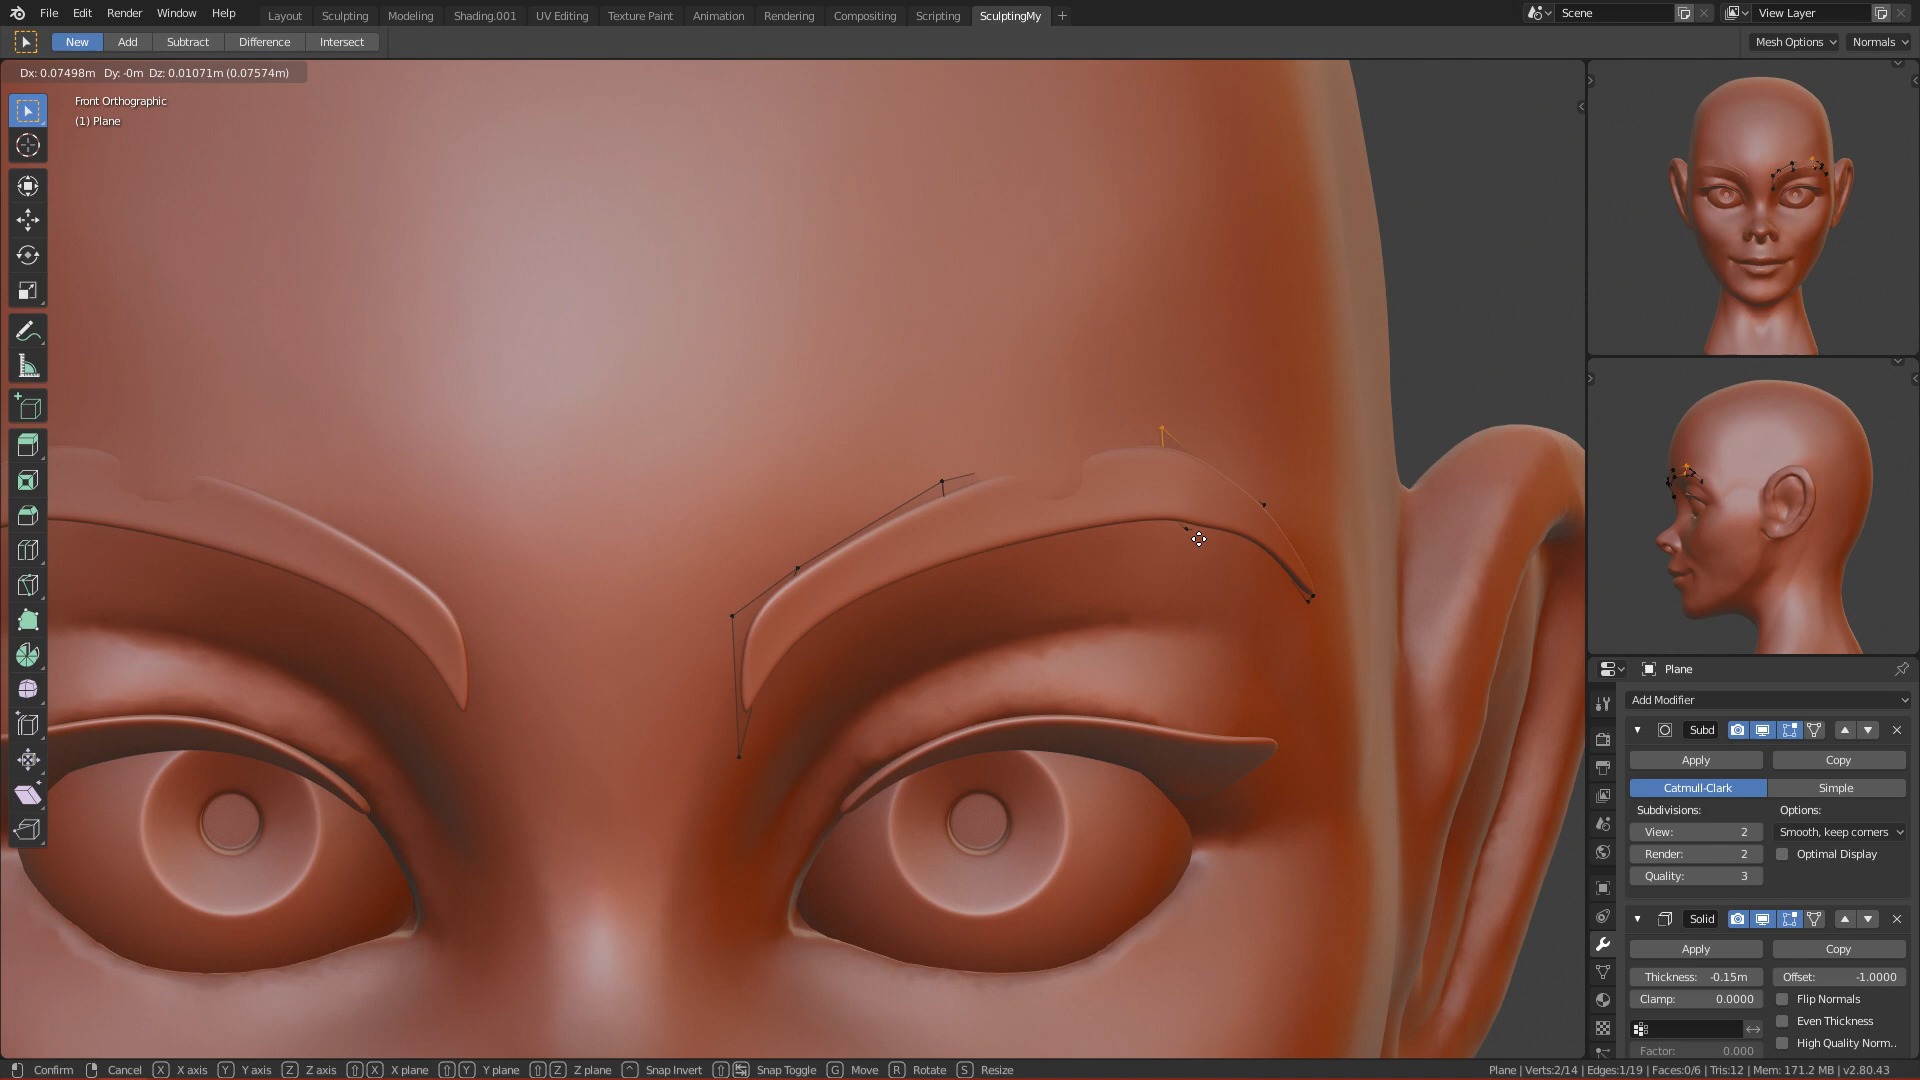 File Edit Render Window Help Layout Sculpting Modeling Shading.001 UV Editing Texture Paint Animation Rendering Compositing Scripting SculptingMy + Scene View Layer
New Add Subtract Difference Intersect Mesh Options Normals
Dx: 0.07498m Dy: -0m Dz: 0.01071m (0.07574m)
Front Orthographic
(1) Plane
Plane
Add Modifier
Subd
Apply Copy
Catmull-Clark Simple
Subdivisions: Options:
View: 2 Smooth, keep corners
Render: 2 Optimal Display
Quality: 3
Solid
Apply Copy
Thickness: -0.15m Offset: -1.0000
Clamp: 0.0000 Flip Normals
Even Thickness
High Quality Norm..
Factor: 0.000
Confirm Cancel X X axis Y Y axis Z Z axis X X plane Y Y plane Z Z plane Snap Invert Snap Toggle G Move R Rotate S Resize Plane | Verts:2/14 | Edges:1/19 | Faces:0/6 | Tris:12 | Mem: 171.2 MB | v2.80.43